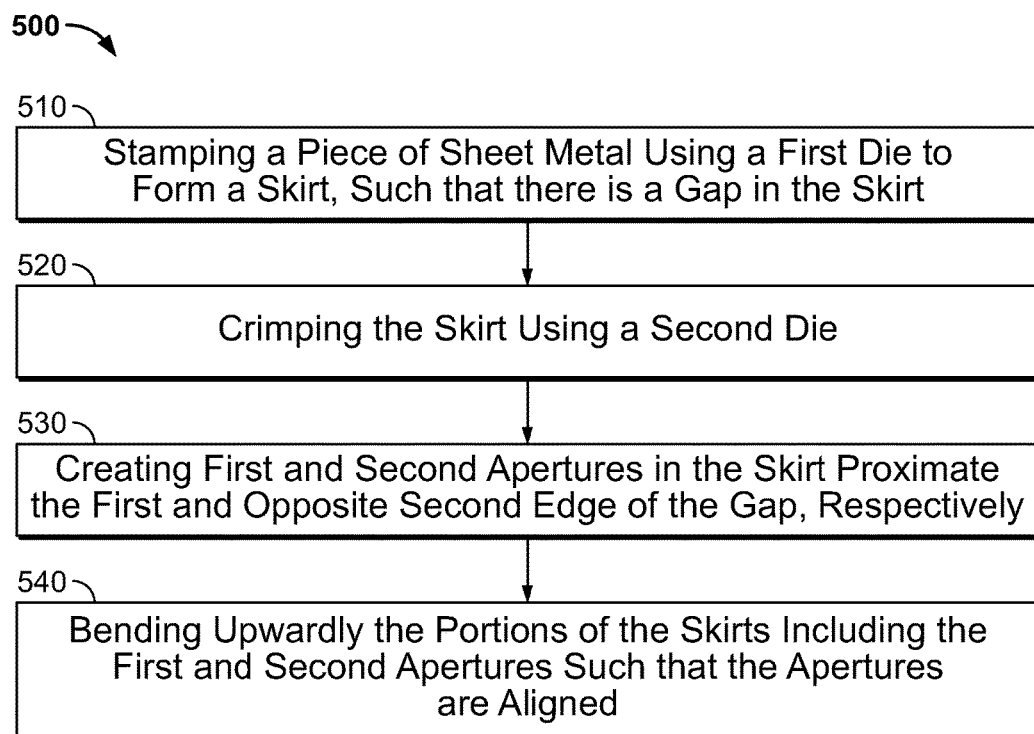 500
510
Stamping a Piece of Sheet Metal Using a First Die to
Form a Skirt, Such that there is a Gap in the Skirt
520
Crimping the Skirt Using a Second Die
530
Creating First and Second Apertures in the Skirt Proximate
the First and Opposite Second Edge of the Gap, Respectively
540
Bending Upwardly the Portions of the Skirts Including the
First and Second Apertures Such that the Apertures
are Aligned